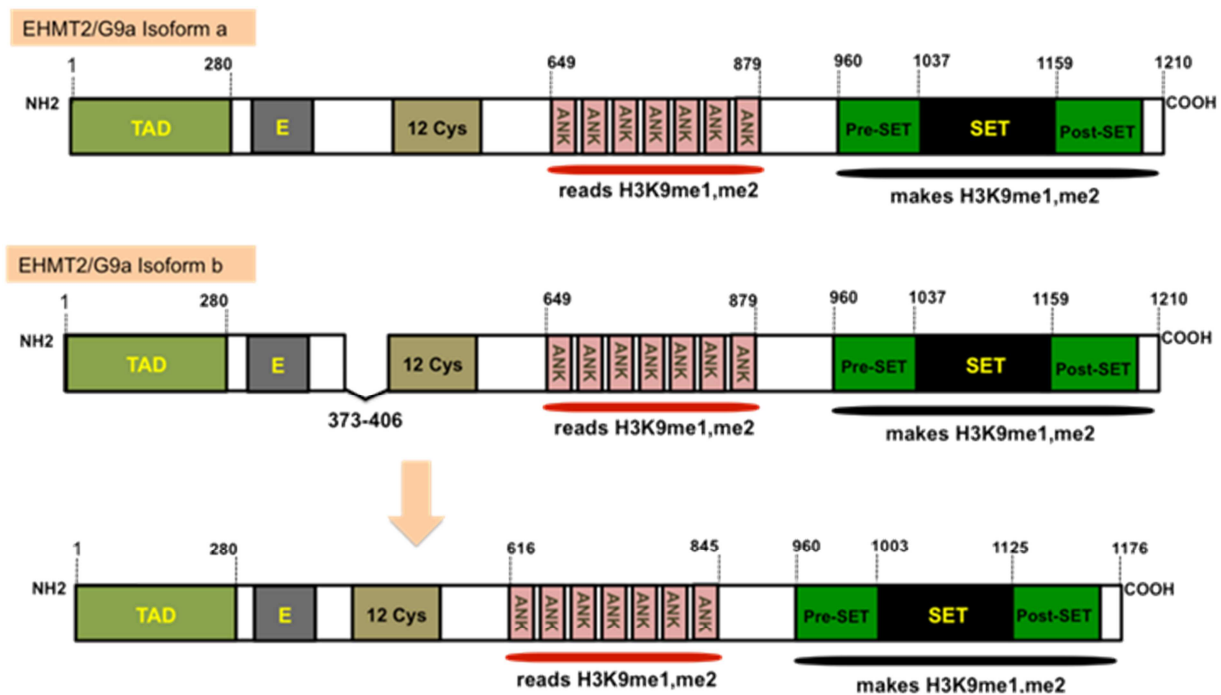 EHMT2/G9a Isoform a
1 280 649 879 960 1037 1159 1210
NH2 TAD E 12 Cys ANK ANK ANK ANK ANK ANK ANK Pre-SET SET Post-SET COOH
reads H3K9me1,me2 makes H3K9me1,me2
EHMT2/G9a Isoform b
1 280 649 879 960 1037 1159 1210
NH2 TAD E 12 Cys ANK ANK ANK ANK ANK ANK ANK Pre-SET SET Post-SET COOH
373-406 reads H3K9me1,me2 makes H3K9me1,me2
1 280 616 845 960 1003 1125 1176
NH2 TAD E 12 Cys ANK ANK ANK ANK ANK ANK ANK Pre-SET SET Post-SET COOH
reads H3K9me1,me2 makes H3K9me1,me2